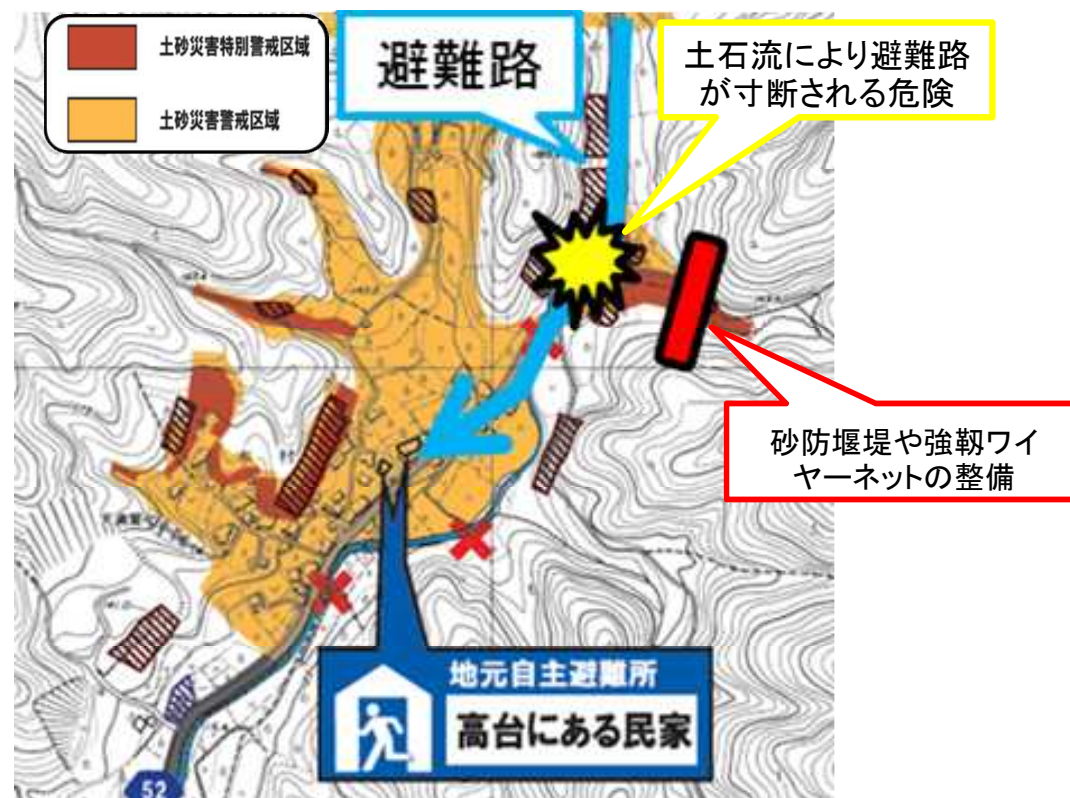 土砂災害特別警戒区域
土砂災害警戒区域
避難路
土石流により避難路
が寸断される危険
砂防堰堤や強靱ワイ
ヤーネットの整備
地元自主避難所
高台にある民家
52